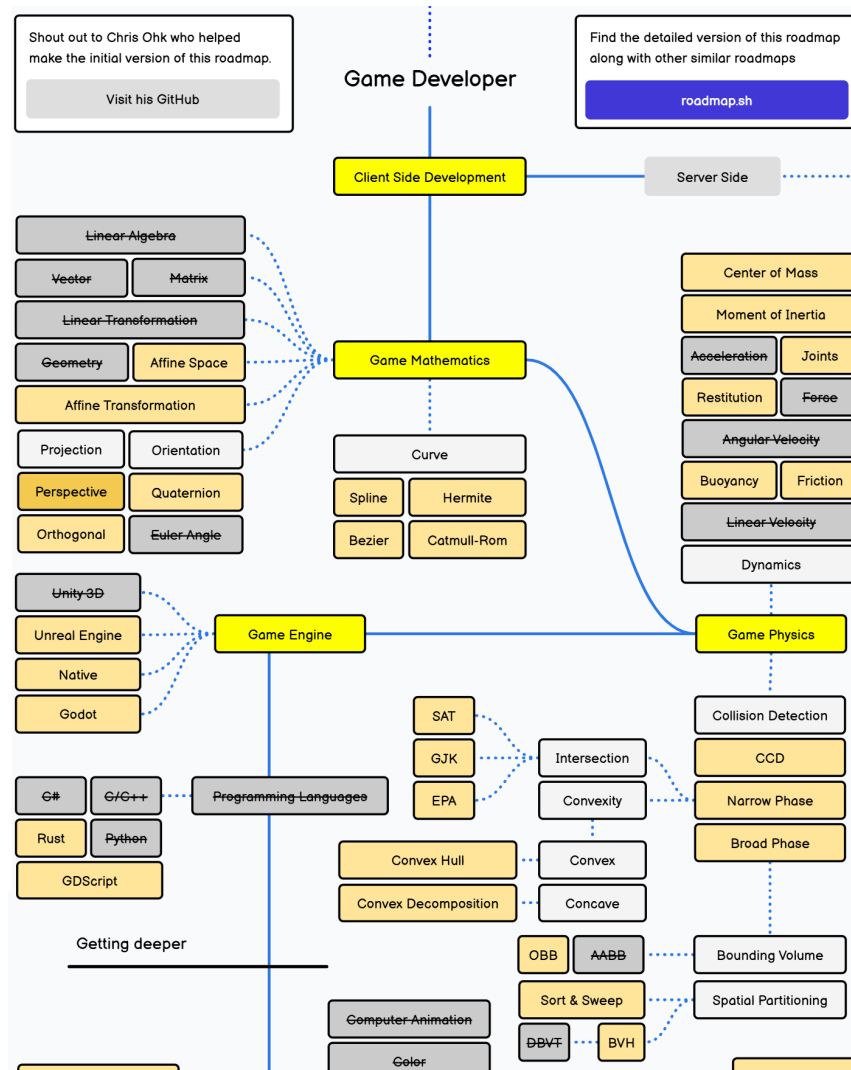 Shout out to Chris Ohk who helped
make the initial version of this roadmap.
Visit his GitHub
Game Developer
Find the detailed version of this roadmap
along with other similar roadmaps
roadmap.sh
Client Side Development
Server Side
Linear Algebra
Vector
Matrix
Linear Transformation
Geometry
Affine Space
Affine Transformation
Projection
Orientation
Perspective
Quaternion
Orthogonal
Euler Angle
Game Mathematics
Curve
Spline
Hermite
Bezier
Catmull-Rom
Center of Mass
Moment of Inertia
Acceleration
Joints
Restitution
Force
Angular Velocity
Buoyancy
Friction
Linear Velocity
Dynamics
Unity 3D
Unreal Engine
Native
Godot
Game Engine
Game Physics
SAT
GJK
EPA
Intersection
Convexity
Collision Detection
CCD
Narrow Phase
Broad Phase
C#
C/C++
Programming Languages
Rust
Python
GDScript
Convex Hull
Convex
Convex Decomposition
Concave
Getting deeper
OBB
AABB
Bounding Volume
Sort & Sweep
Spatial Partitioning
DBVT
BVH
Computer Animation
Color